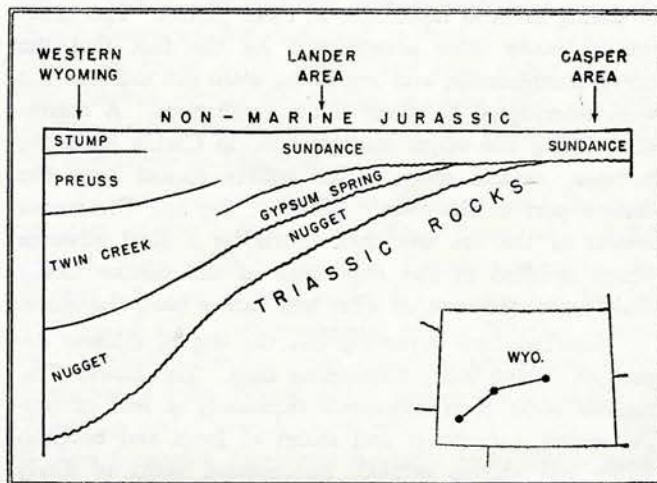 WESTERN WYOMING
LANDER AREA
CASPER AREA
NON-MARINE JURASSIC
STUMP
SUNDANCE
SUNDANCE
PREUSS
GYPSUM SPRING
NUGGET
TRIASSIC ROCKS
TWIN CREEK
NUGGET
WYO.